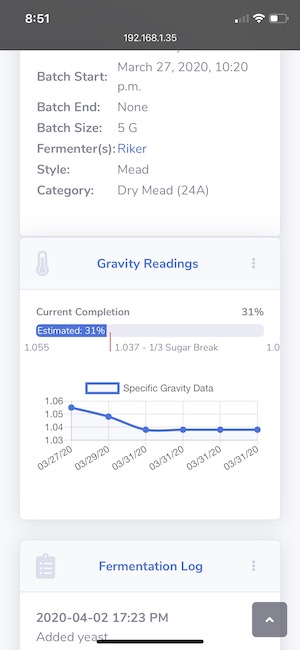 8:51
192.168.1.35
Batch Start: March 27, 2020, 10:20
p.m.
Batch End: None
Batch Size: 5 G
Fermenter(s): Riker
Style: Mead
Category: Dry Mead (24A)
Gravity Readings
Current Completion 31%
Estimated: 31%
1.055 1.037 - 1/3 Sugar Break 1.0
Specific Gravity Data
1.06
1.05
1.04
1.03
03/27/20 03/29/20 03/31/20 03/31/20 03/31/20 03/31/20
Fermentation Log
2020-04-02 17:23 PM
Added yeast